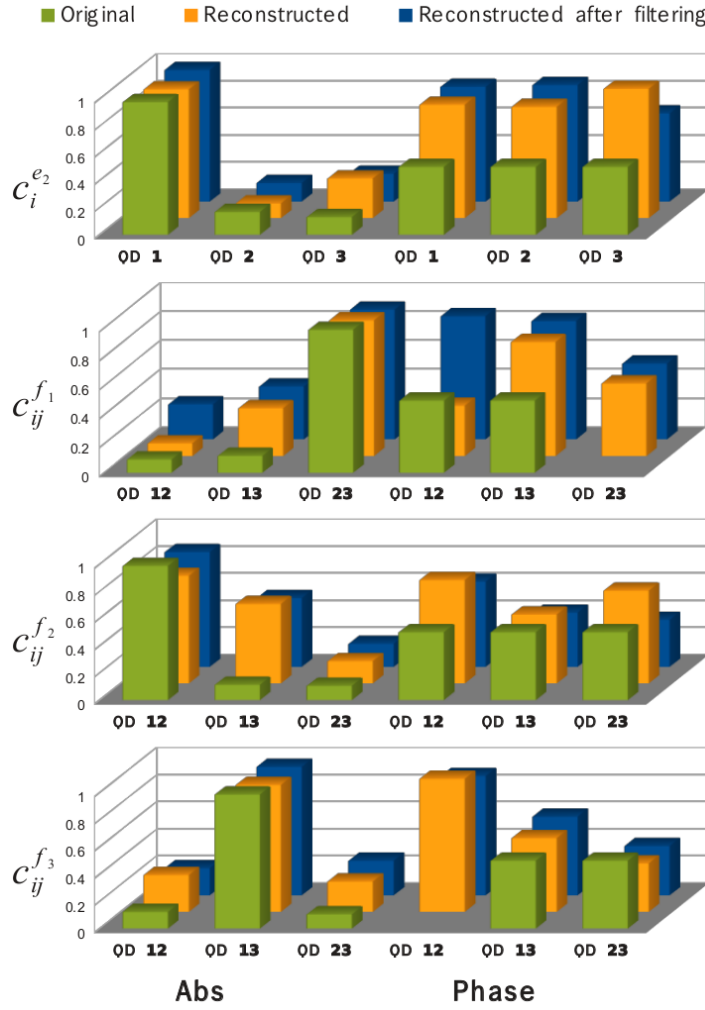 Original Reconstructed Reconstructed after filtering
1
0.8
0.6
0.4
0.2
0
c_i^{e_2}
QD 1 QD 2 QD 3 QD 1 QD 2 QD 3
1
0.8
0.6
0.4
0.2
0
c_{ij}^{f_1}
QD 12 QD 13 QD 23 QD 12 QD 13 QD 23
1
0.8
0.6
0.4
0.2
0
c_{ij}^{f_2}
QD 12 QD 13 QD 23 QD 12 QD 13 QD 23
1
0.8
0.6
0.4
0.2
0
c_{ij}^{f_3}
QD 12 QD 13 QD 23 QD 12 QD 13 QD 23
Abs Phase